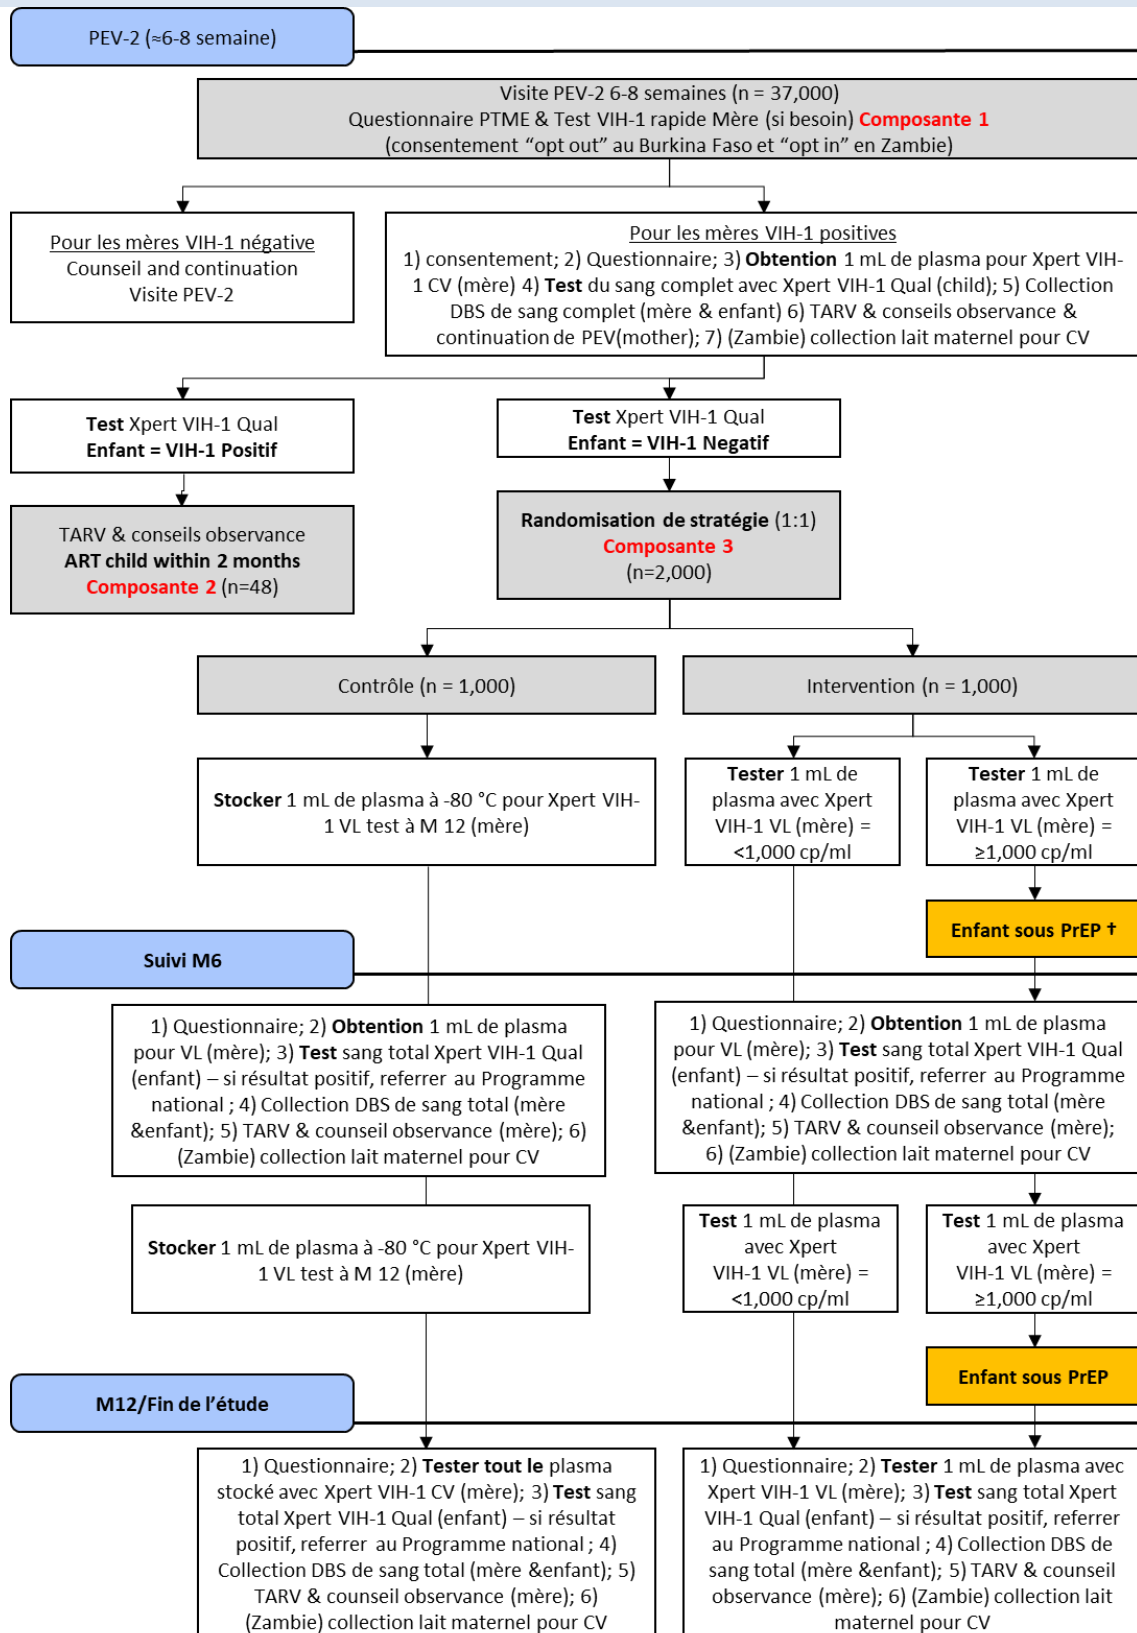 PEV-2 (≈6-8 semaine)
Visite PEV-2 6-8 semaines (n = 37,000)
Questionnaire PTME & Test VIH-1 rapide Mère (si besoin) Composante 1
(consentement "opt out" au Burkina Faso et "opt in" en Zambie)
Pour les mères VIH-1 négative
Counseil and continuation
Visite PEV-2
Pour les mères VIH-1 positives
1) consentement; 2) Questionnaire; 3) Obtention 1 mL de plasma pour Xpert VIH-
1 CV (mère) 4) Test du sang complet avec Xpert VIH-1 Qual (child); 5) Collection
DBS de sang complet (mère & enfant) 6) TARV & conseils observance &
continuation de PEV(mother); 7) (Zambie) collection lait maternel pour CV
Test Xpert VIH-1 Qual
Enfant = VIH-1 Positif
Test Xpert VIH-1 Qual
Enfant = VIH-1 Negatif
TARV & conseils observance
ART child within 2 months
Composante 2 (n=48)
Randomisation de stratégie (1:1)
Composante 3
(n=2,000)
Contrôle (n = 1,000)
Intervention (n = 1,000)
Stocker 1 mL de plasma à -80 °C pour Xpert VIH-
1 VL test à M 12 (mère)
Tester 1 mL de
plasma avec Xpert
VIH-1 VL (mère) =
<1,000 cp/ml
Tester 1 mL de
plasma avec Xpert
VIH-1 VL (mère) =
≥1,000 cp/ml
Enfant sous PrEP †
Suivi M6
1) Questionnaire; 2) Obtention 1 mL de plasma
pour VL (mère); 3) Test sang total Xpert VIH-1 Qual
(enfant) – si résultat positif, referrer au Programme
national ; 4) Collection DBS de sang total (mère
&enfant); 5) TARV & counseil observance (mère); 6)
(Zambie) collection lait maternel pour CV
1) Questionnaire; 2) Obtention 1 mL de plasma
pour VL (mère); 3) Test sang total Xpert VIH-1 Qual
(enfant) – si résultat positif, referrer au Programme
national ; 4) Collection DBS de sang total (mère
&enfant); 5) TARV & counseil observance (mère);
6) (Zambie) collection lait maternel pour CV
Stocker 1 mL de plasma à -80 °C pour Xpert VIH-
1 VL test à M 12 (mère)
Test 1 mL de plasma
avec Xpert
VIH-1 VL (mère) =
<1,000 cp/ml
Test 1 mL de plasma
avec Xpert
VIH-1 VL (mère) =
≥1,000 cp/ml
Enfant sous PrEP
M12/Fin de l'étude
1) Questionnaire; 2) Tester tout le plasma
stocké avec Xpert VIH-1 CV (mère); 3) Test sang
total Xpert VIH-1 Qual (enfant) – si résultat
positif, referrer au Programme national ; 4)
Collection DBS de sang total (mère &enfant); 5)
TARV & counseil observance (mère); 6)
(Zambie) collection lait maternel pour CV
1) Questionnaire; 2) Tester 1 mL de plasma avec
Xpert VIH-1 VL (mère); 3) Test sang total Xpert
VIH-1 Qual (enfant) – si résultat positif, referrer
au Programme national ; 4) Collection DBS de
sang total (mère &enfant); 5) TARV & counseil
observance (mère); 6) (Zambie) collection lait
maternel pour CV